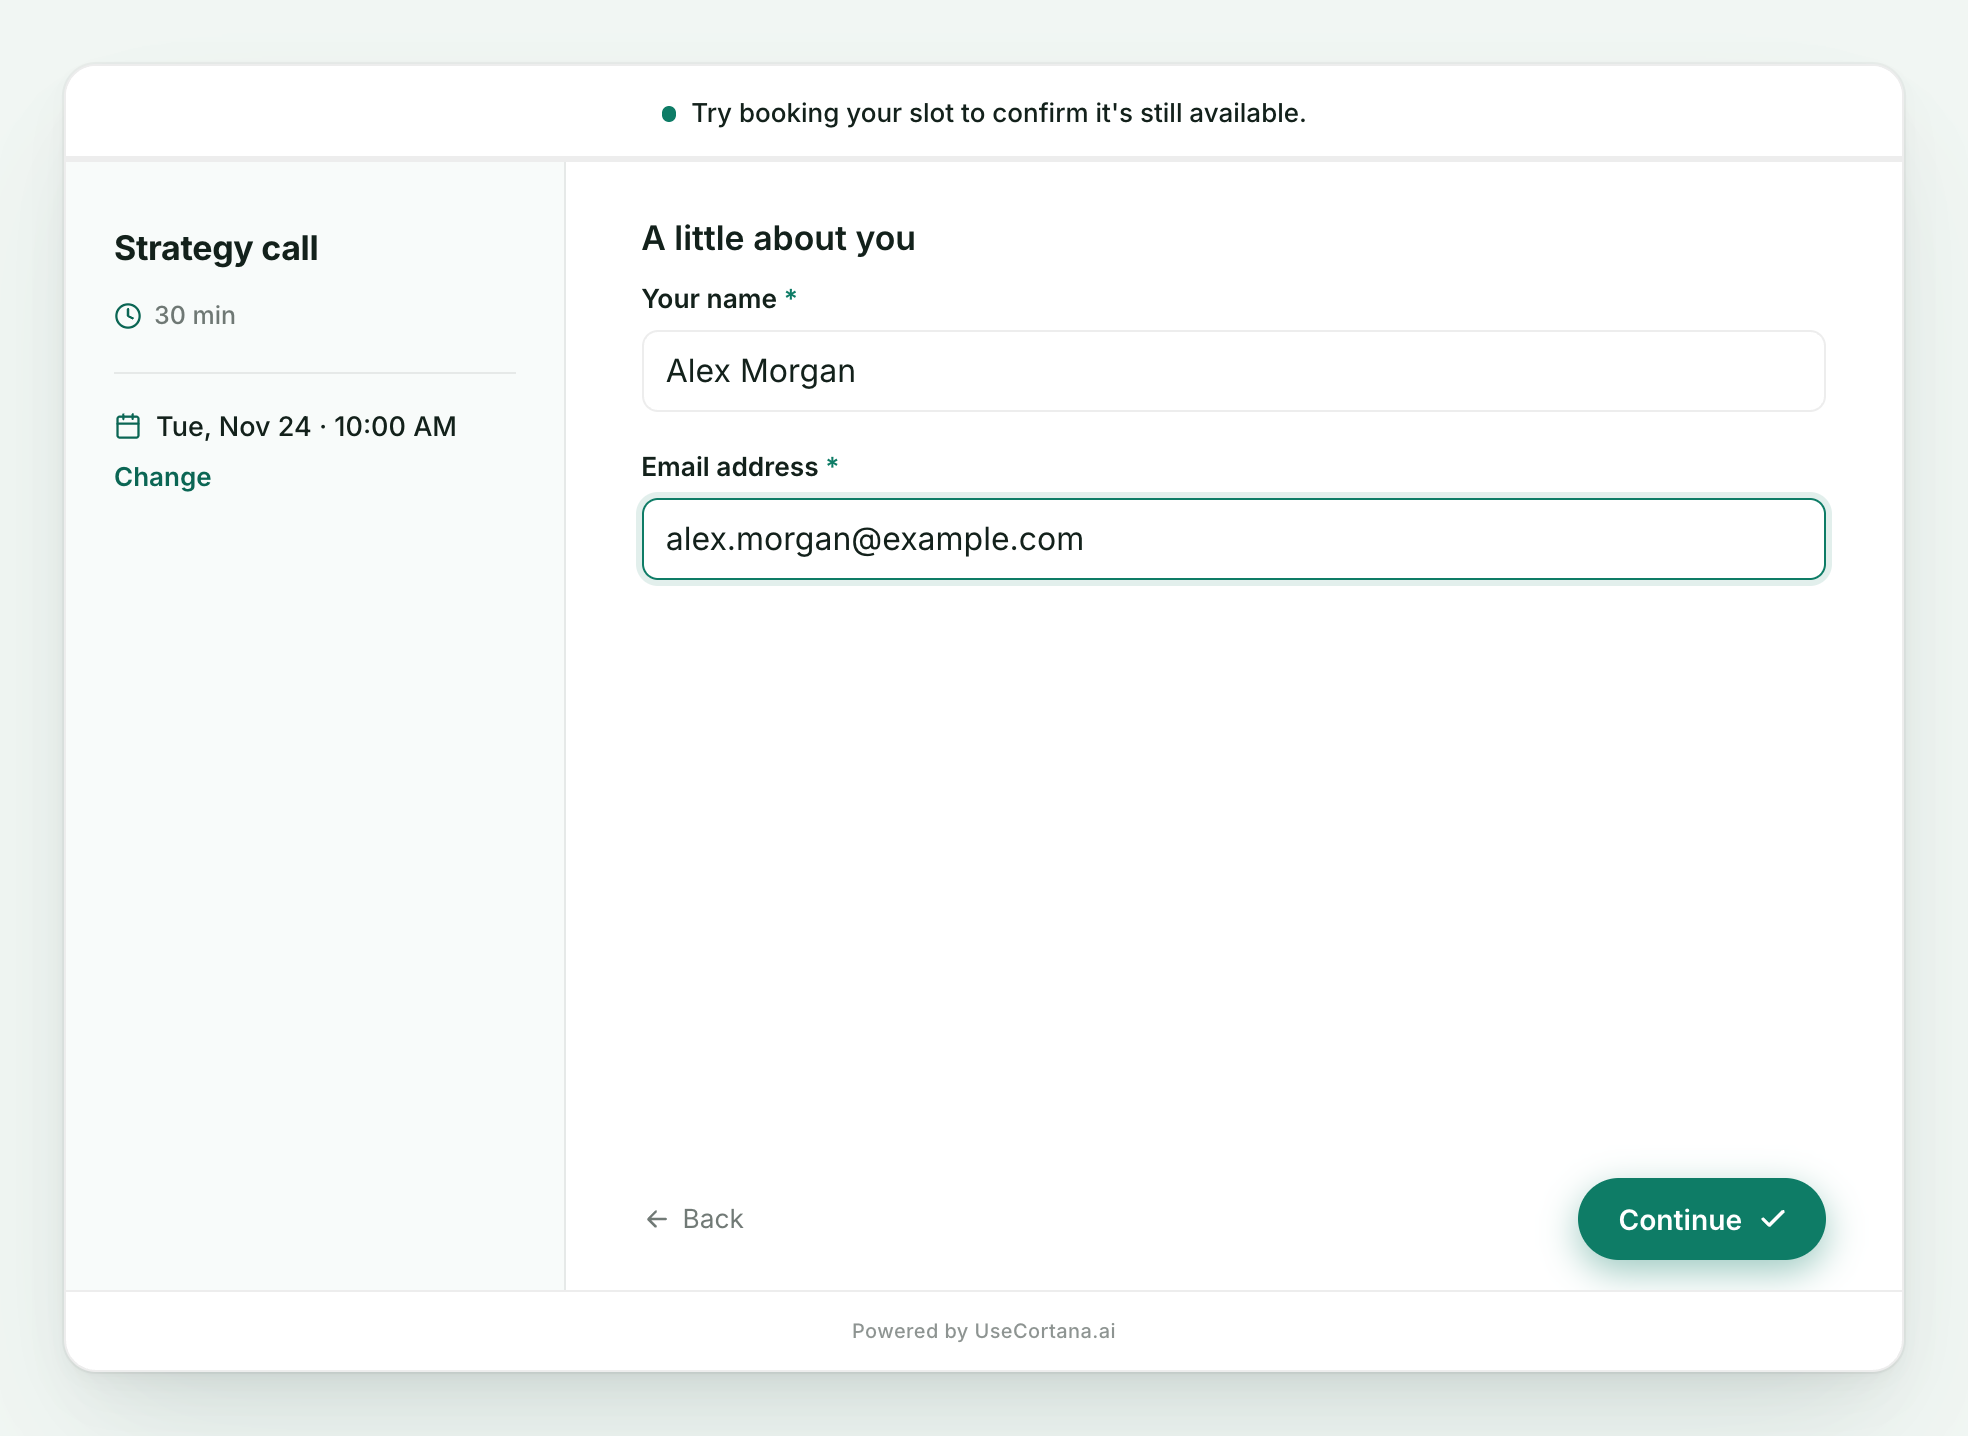 Try booking your slot to confirm it's still available.
Strategy call
30 min
Tue, Nov 24 · 10:00 AM
Change
A little about you
Your name *
Alex Morgan
Email address *
alex.morgan@example.com
Back
Continue
Powered by UseCortana.ai